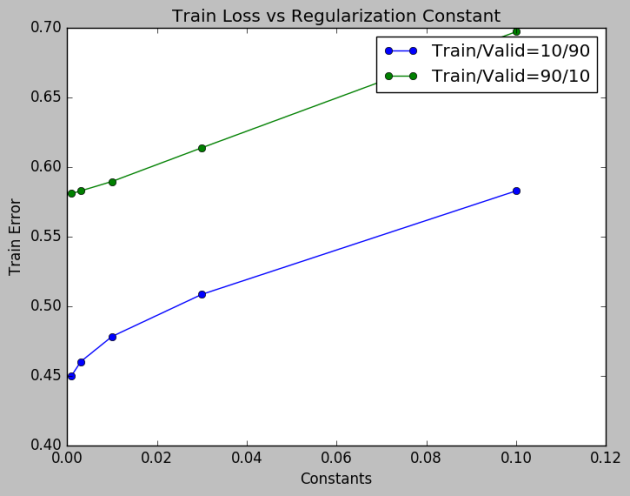 Train Loss vs Regularization Constant
Train/Valid=10/90
Train/Valid=90/10
0.70
0.65
0.60
0.55
0.50
0.45
0.40
Train Error
0.00 0.02 0.04 0.06 0.08 0.10 0.12
Constants